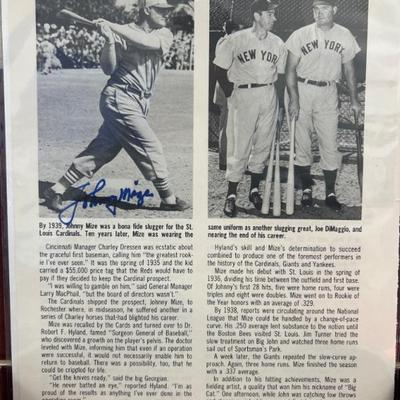 NEW YORK
NEW YORK
Johnny Mize
By 1939, Johnny Mize was a bona fide slugger for the St.
Louis Cardinals. Ten years later, Mize was wearing the
same uniform as another slugging great, Joe DiMaggio, and
nearing the end of his career.
Cincinnati Manager Charley Dressen was ecstatic about
the graceful first baseman, calling him "the greatest rook-
ie I've ever seen." It was the spring of 1935 and the kid
carried a $55,000 price tag that the Reds would have to
pay if they decided to keep the Cardinal prospect.
"I was willing to gamble on him," said General Manager
Larry MacPhail, "but the board of directors wasn't."
The Cardinals shipped the prospect, Johnny Mize, to
Rochester where, in midseason, he suffered another in a
series of Charley horses that had blighted his career.
Mize was recalled by the Cards and turned over to Dr.
Robert F. Hyland, famed "Surgeon General of Baseball,"
who discovered a growth on the player's pelvis. The doctor
leveled with Mize, informing him that even if an operation
were successful, it would not necessarily enable him to
return to baseball. There was a possibility, too, that he
could be crippled for life.
"Get the knives ready," said the big Georgian.
"He never batted an eye," reported Hyland. "I'm as
proud of the results as anything I've ever done in the
Hyland's skill and Mize's determination succeeded to
combined to produce one of the foremost performers in
the history of the Cardinals, Giants and Yankees.
Mize made his debut with St. Louis in the spring of
1936, dividing his time between the outfield and first base.
Of Johnny's first 28 hits, five were home runs, four were
triples and eight were doubles. Mize went on to Rookie of
the Year honors with an average of .329.
By 1938, reports were circulating around the National
League that Mize could be handled by a change-of-pace
curve. His .250 average lent substance to the notion until
the Boston Bees visited St. Louis. Jim Turner tried the
slow treatment on Big John and watched three home runs
sail out of Sportsman's Park.
A week later, the Giants repeated the slow-curve ap-
proach. Again, three home runs. Mize finished the season
with a .337 average.
In addition to his hitting accomplishments, Mize was a
fielding artist, a quality that won him his nickname of "Big
Cat." One afternoon, while John was catching low throws